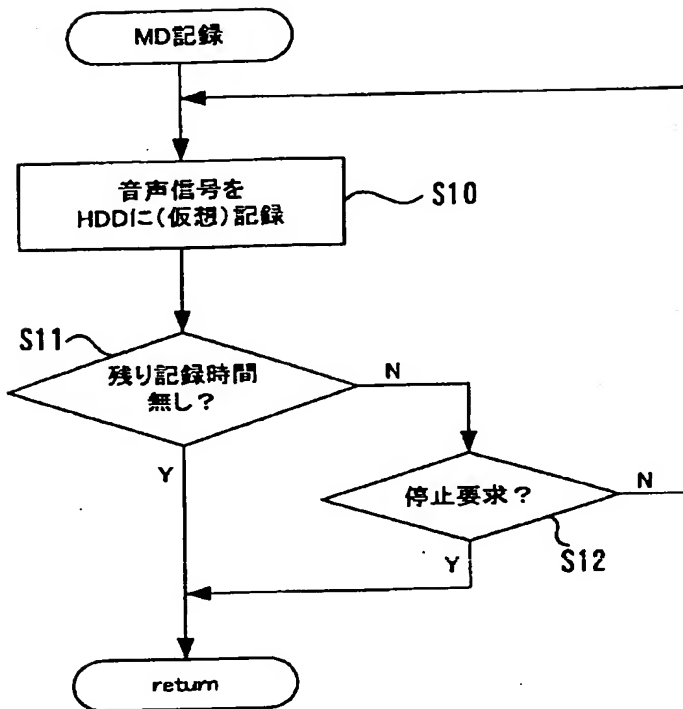 MD記録
音声信号を
HDDに(仮想)記録
S10
S11
残り記録時間
無し?
N
Y
停止要求?
N
S12
Y
return